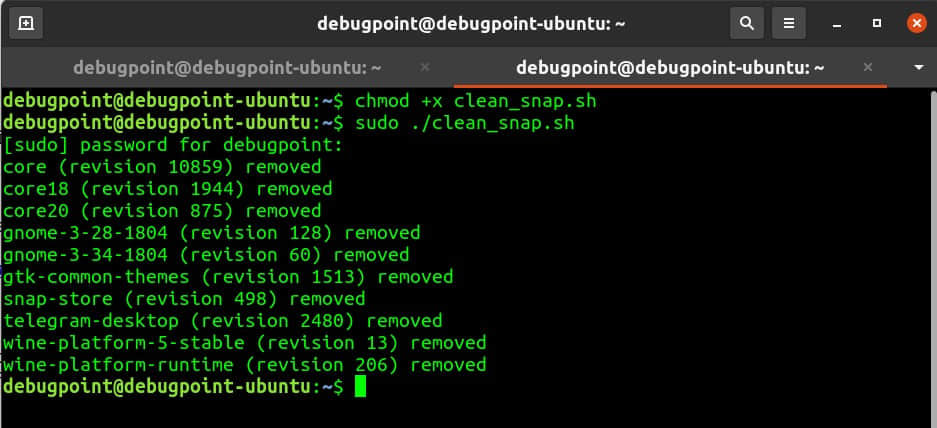 debugpoint@debugpoint-ubuntu: ~
debugpoint@debugpoint-ubuntu: ~ × debugpoint@debugpoint-ubuntu: ~ ×
debugpoint@debugpoint-ubuntu:~$ chmod +x clean_snap.sh
debugpoint@debugpoint-ubuntu:~$ sudo ./clean_snap.sh
[sudo] password for debugpoint:
core (revision 10859) removed
core18 (revision 1944) removed
core20 (revision 875) removed
gnome-3-28-1804 (revision 128) removed
gnome-3-34-1804 (revision 60) removed
gtk-common-themes (revision 1513) removed
snap-store (revision 498) removed
telegram-desktop (revision 2480) removed
wine-platform-5-stable (revision 13) removed
wine-platform-runtime (revision 206) removed
debugpoint@debugpoint-ubuntu:~$